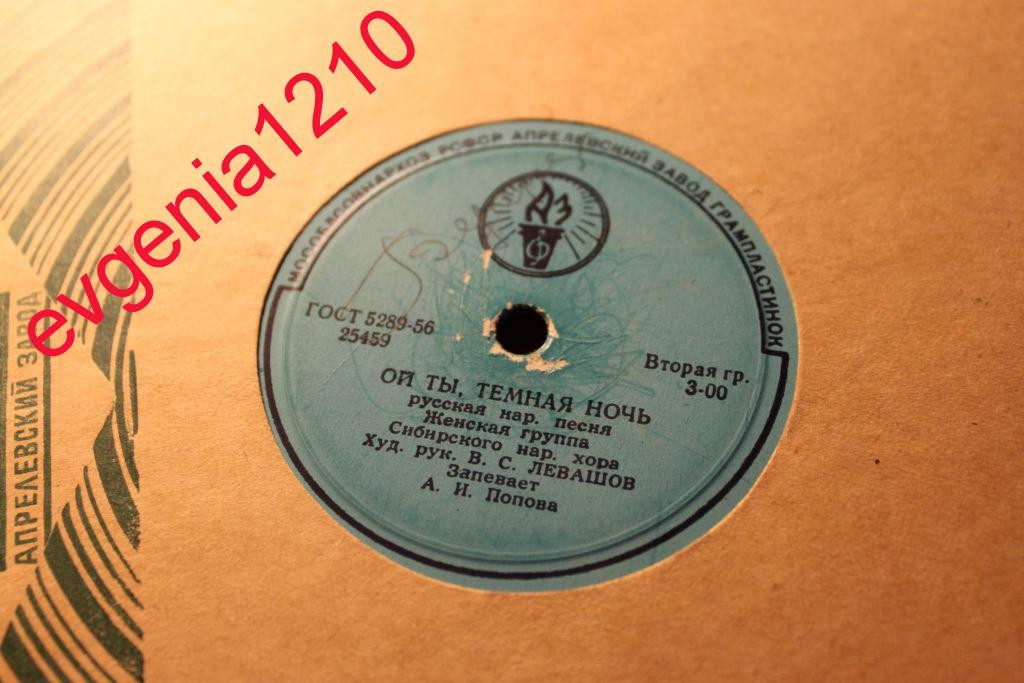 evgenia1210
МОСОБЛСОВНАРХОЗ РСФСР АПРЕЛЕВСКИЙ ЗАВОД ГРАМПЛАСТИНОК
ГОСТ 5289-56
25459
Вторая гр.
3-00
ОЙ ТЫ, ТЕМНАЯ НОЧЬ
русская нар. песня
Женская группа
Сибирского нар. хора
Худ. рук. В. С. ЛЕВАШОВ
Запевает
А. И. Попова
АПРЕЛЕВСКИЙ ЗАВОД